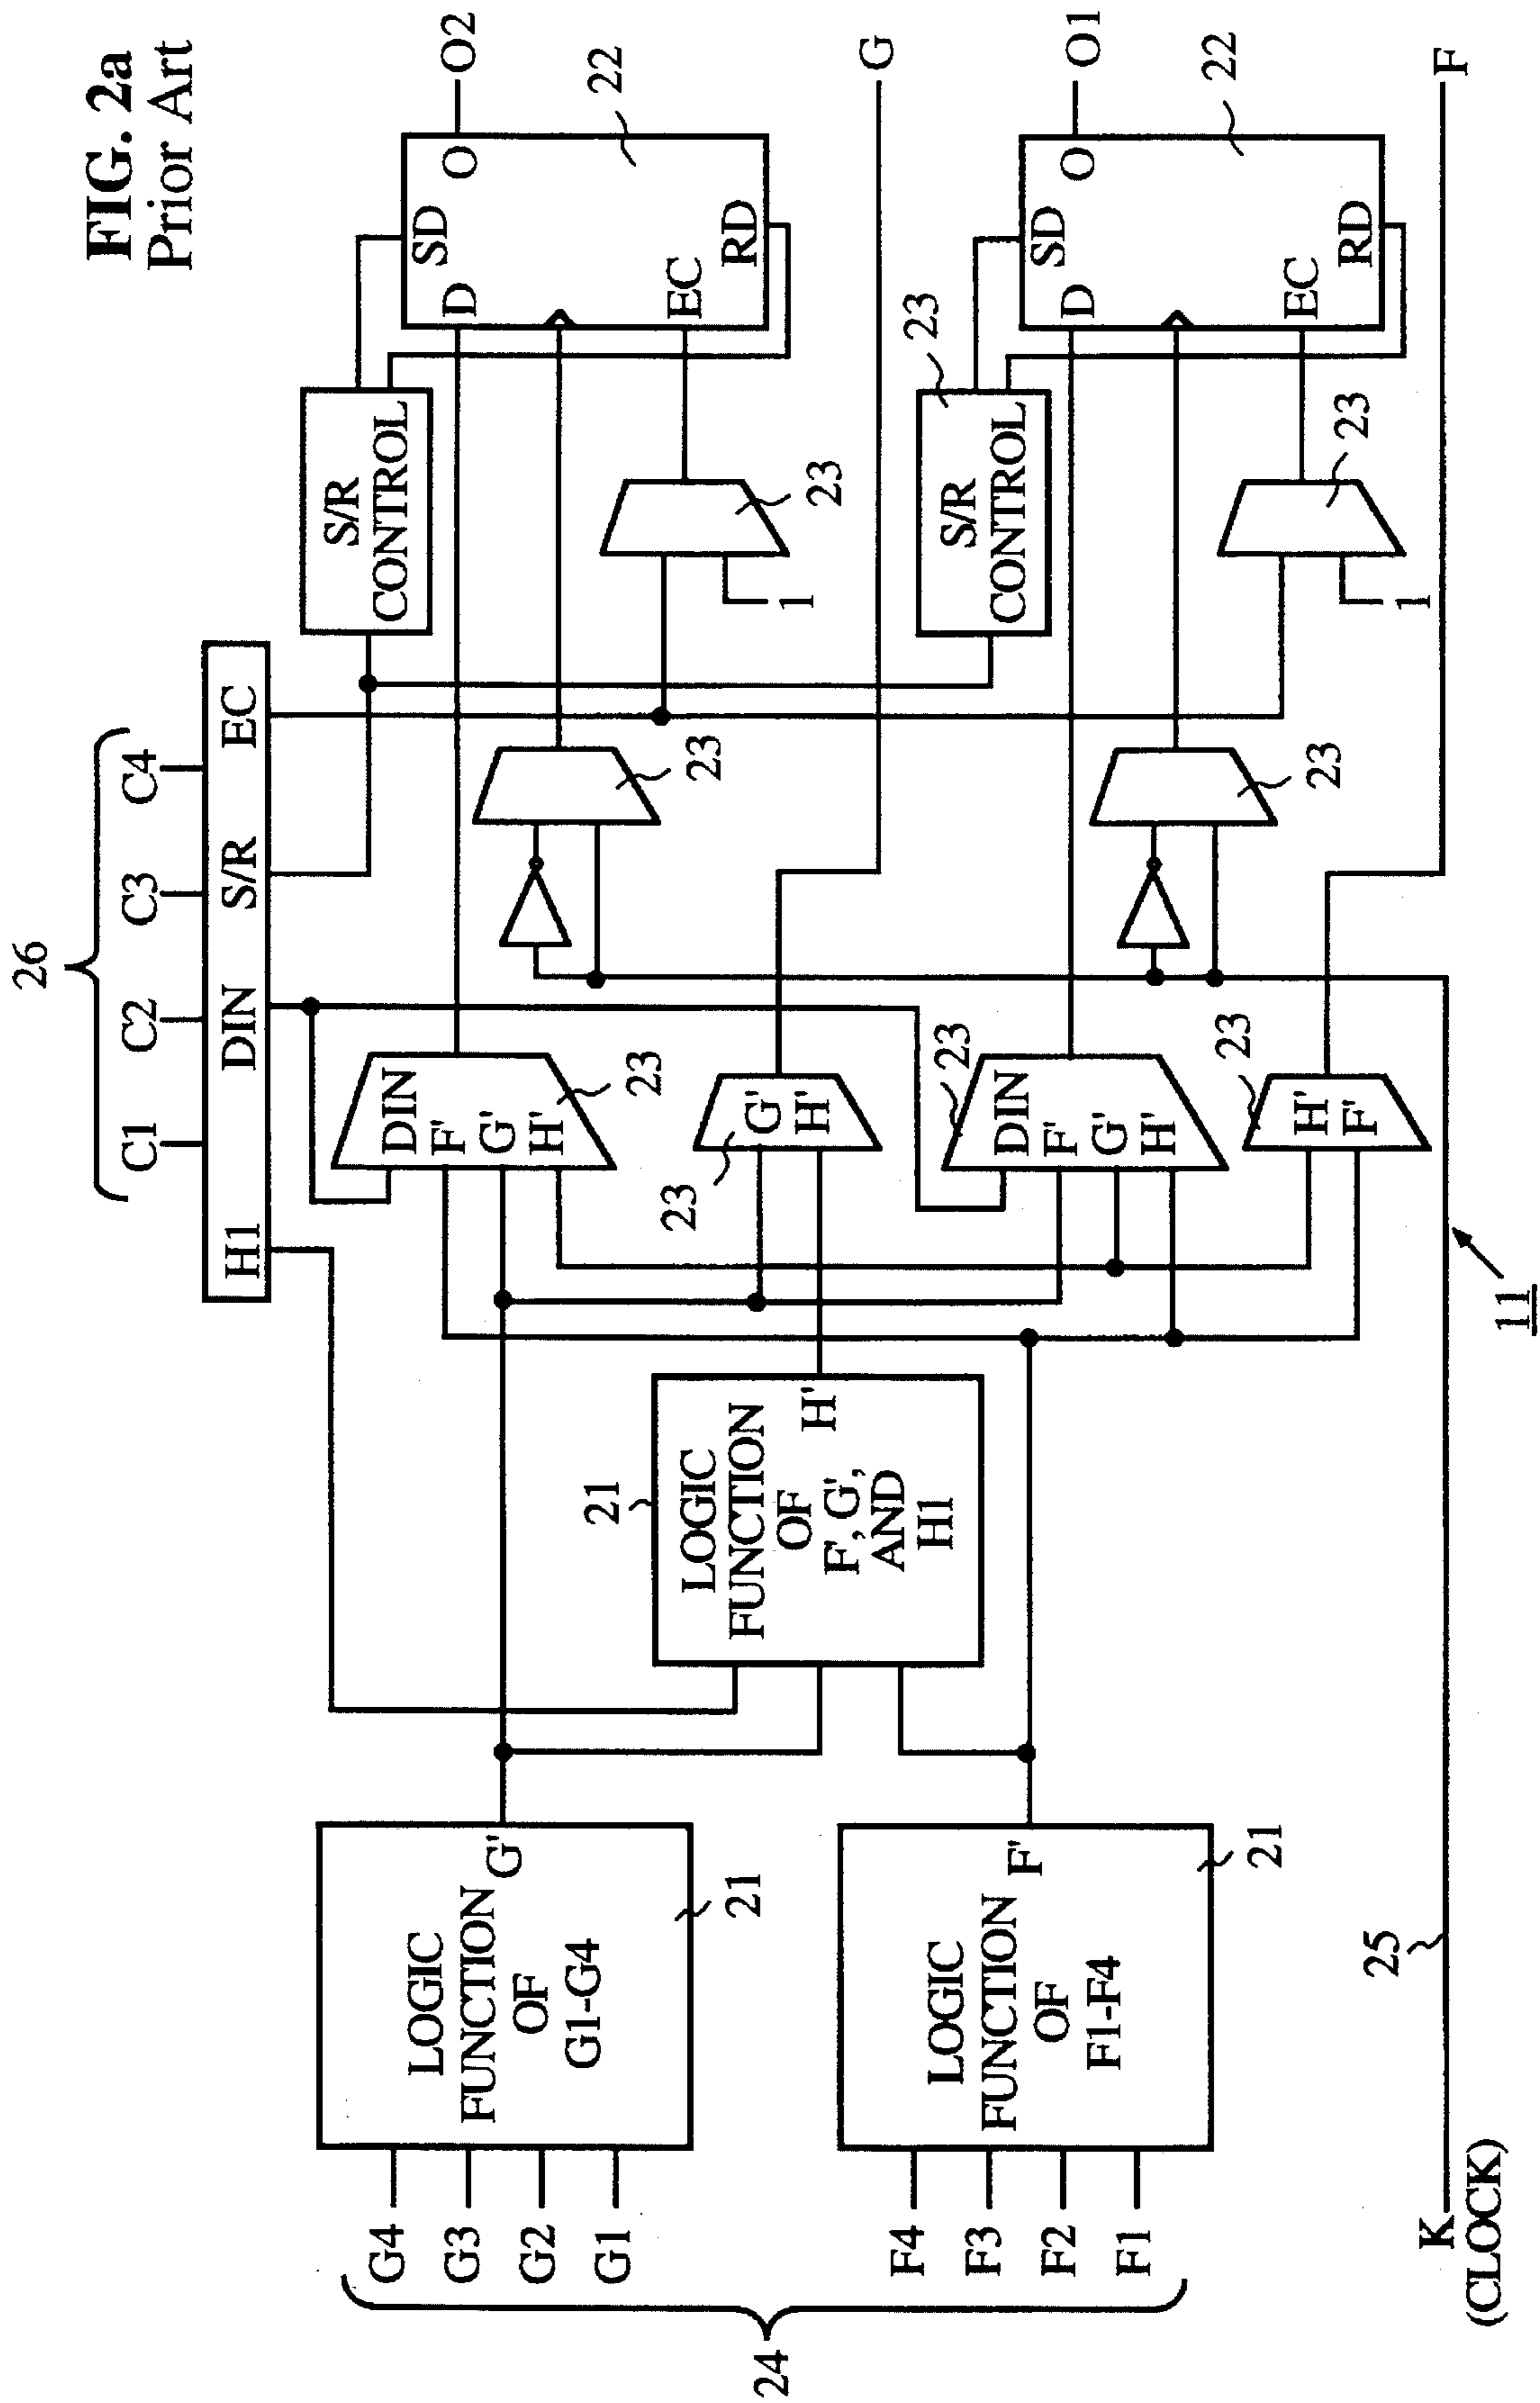 FIG. 2a
Prior Art
26
C1
C2
C3
C4
H1
DIN
S/R
EC
S/R
CONTROL
SD
D
O
EC
RD
O2
22
DIN
F'
G'
H'
23
23
23
1
G'
H'
23
G
LOGIC
FUNCTION
OF
G1-G4
G'
21
G4
G3
G2
G1
24
LOGIC
FUNCTION
OF
F', G',
AND
H1
H'
21
LOGIC
FUNCTION
OF
F1-F4
F'
21
F4
F3
F2
F1
S/R
CONTROL
23
SD
D
O
EC
RD
O1
22
DIN
F'
G'
H'
23
23
23
1
H'
F'
23
F
K
(CLOCK)
25
11